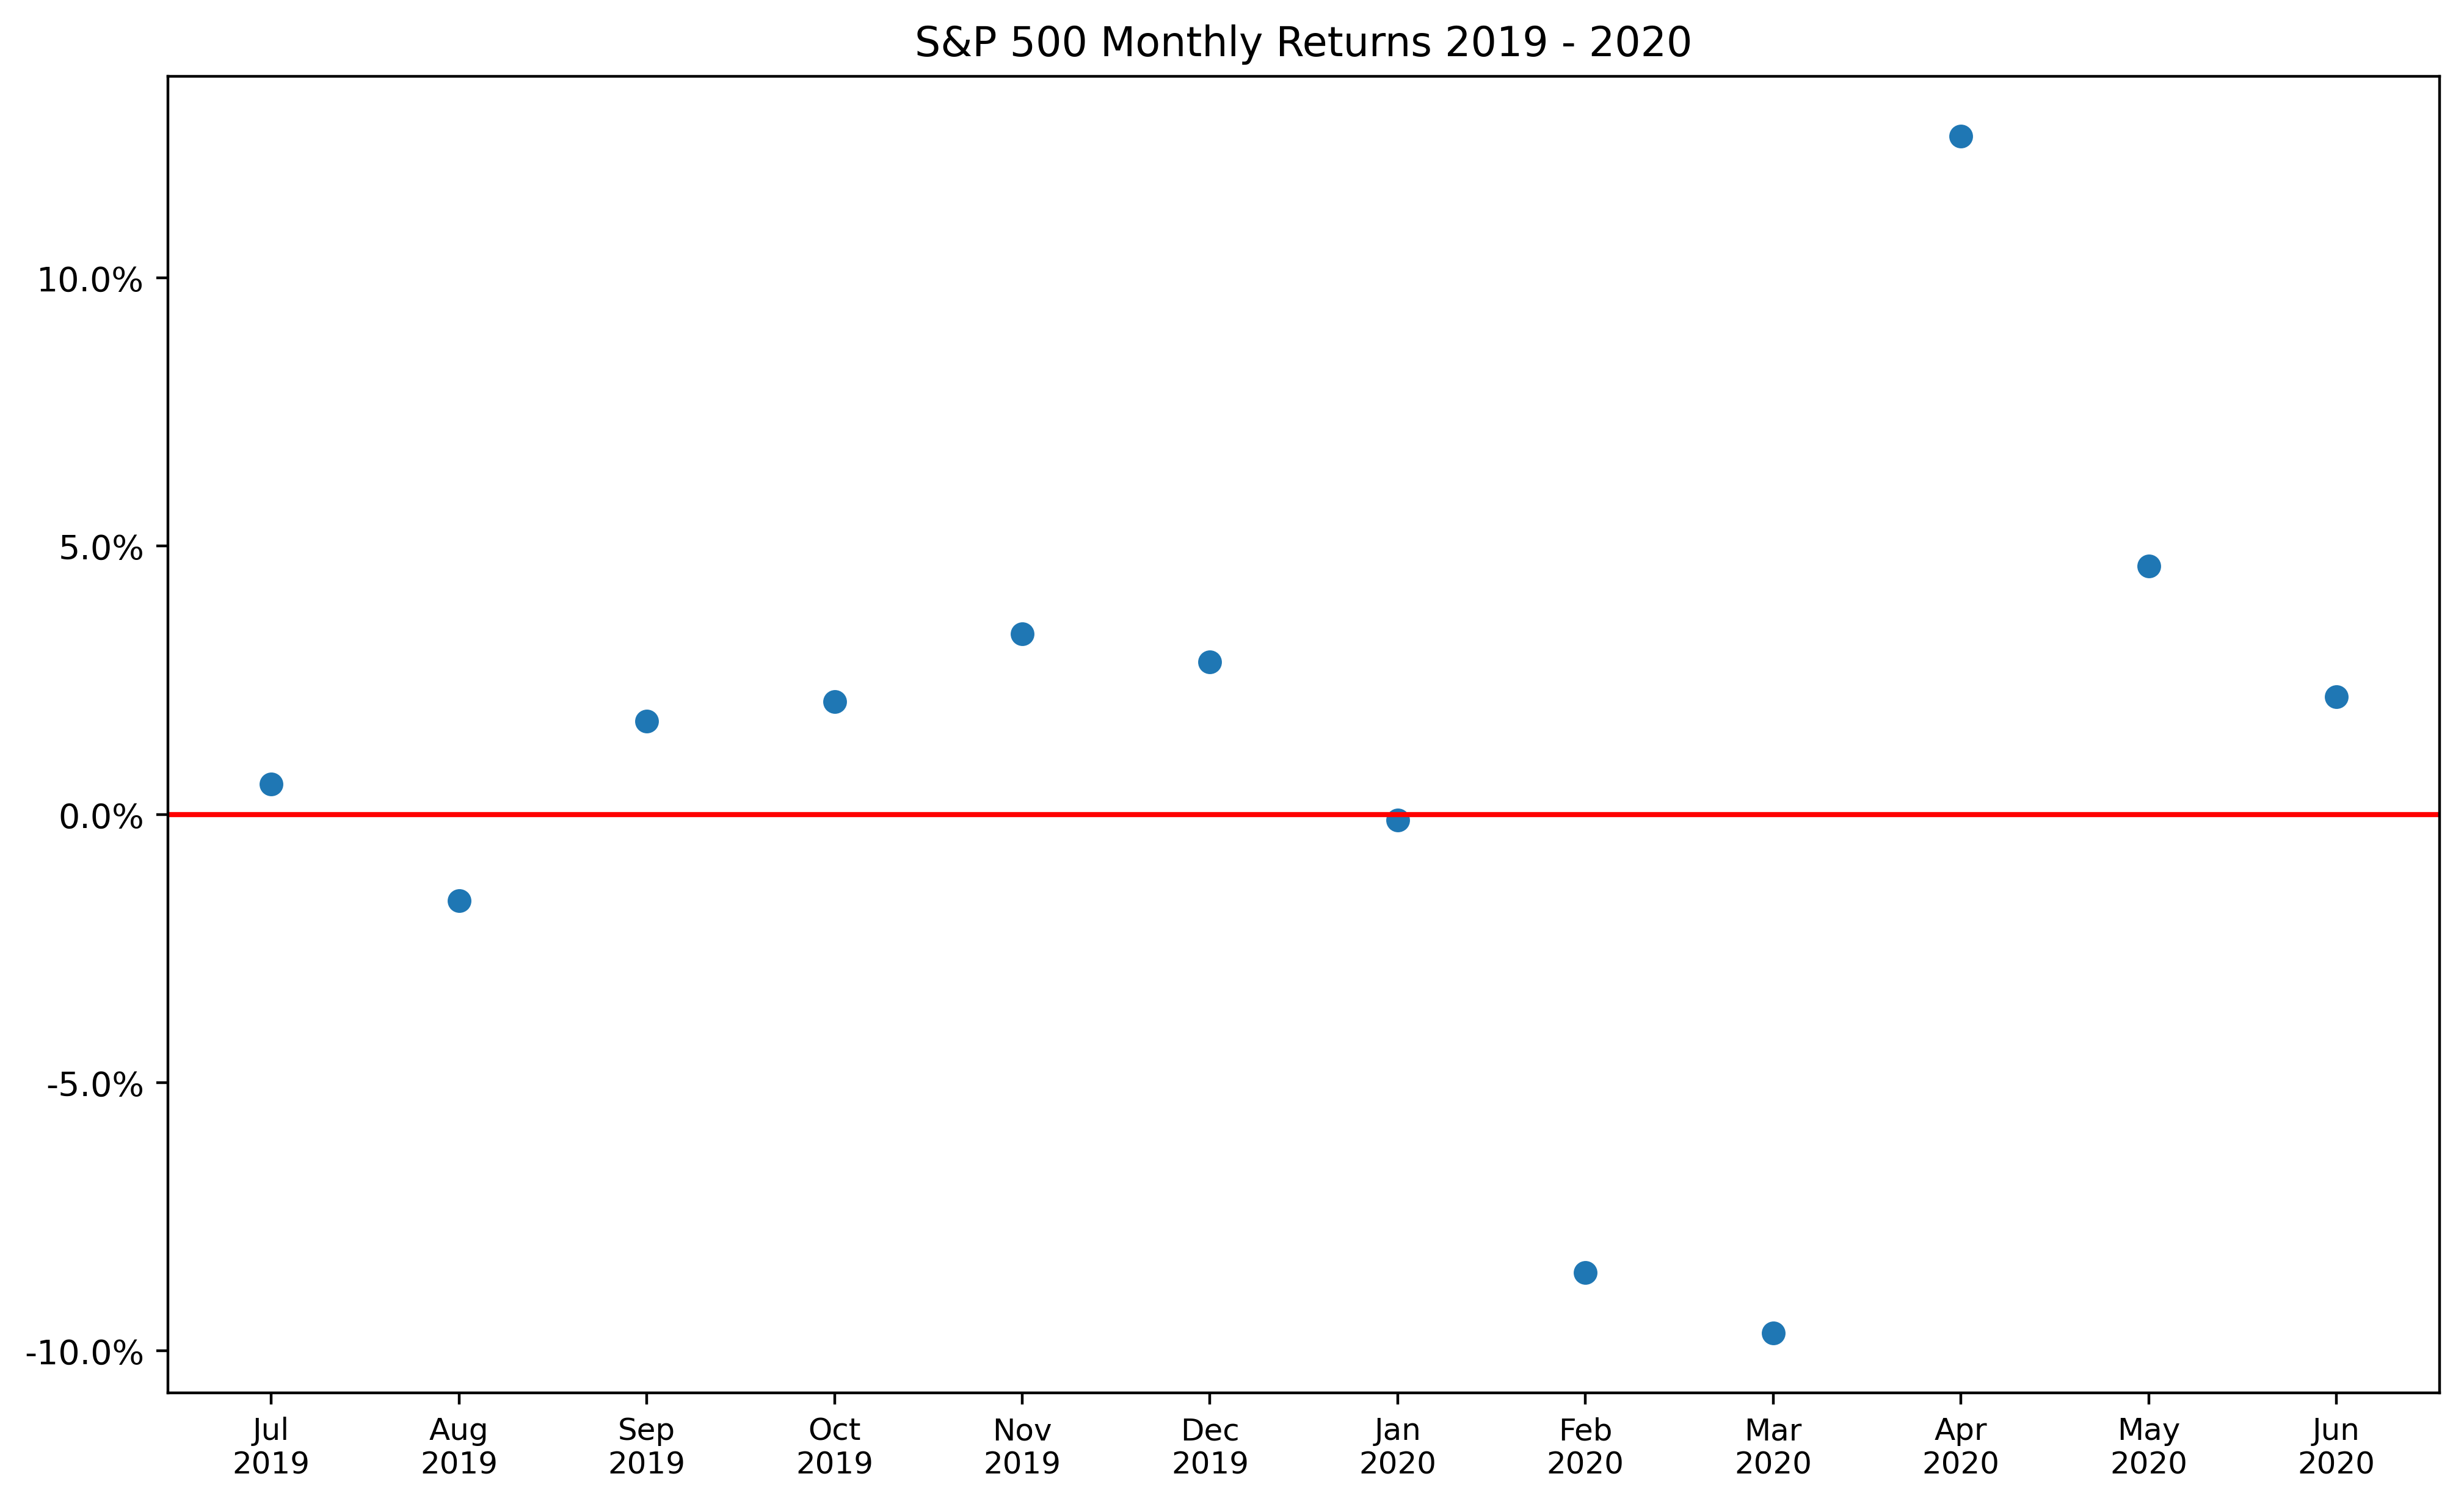 S&P 500 Monthly Returns 2019 - 2020
10.0%
5.0%
0.0%
-5.0%
-10.0%
Jul Aug Sep Oct Nov Dec Jan Feb Mar Apr May Jun
2019 2019 2019 2019 2019 2019 2020 2020 2020 2020 2020 2020